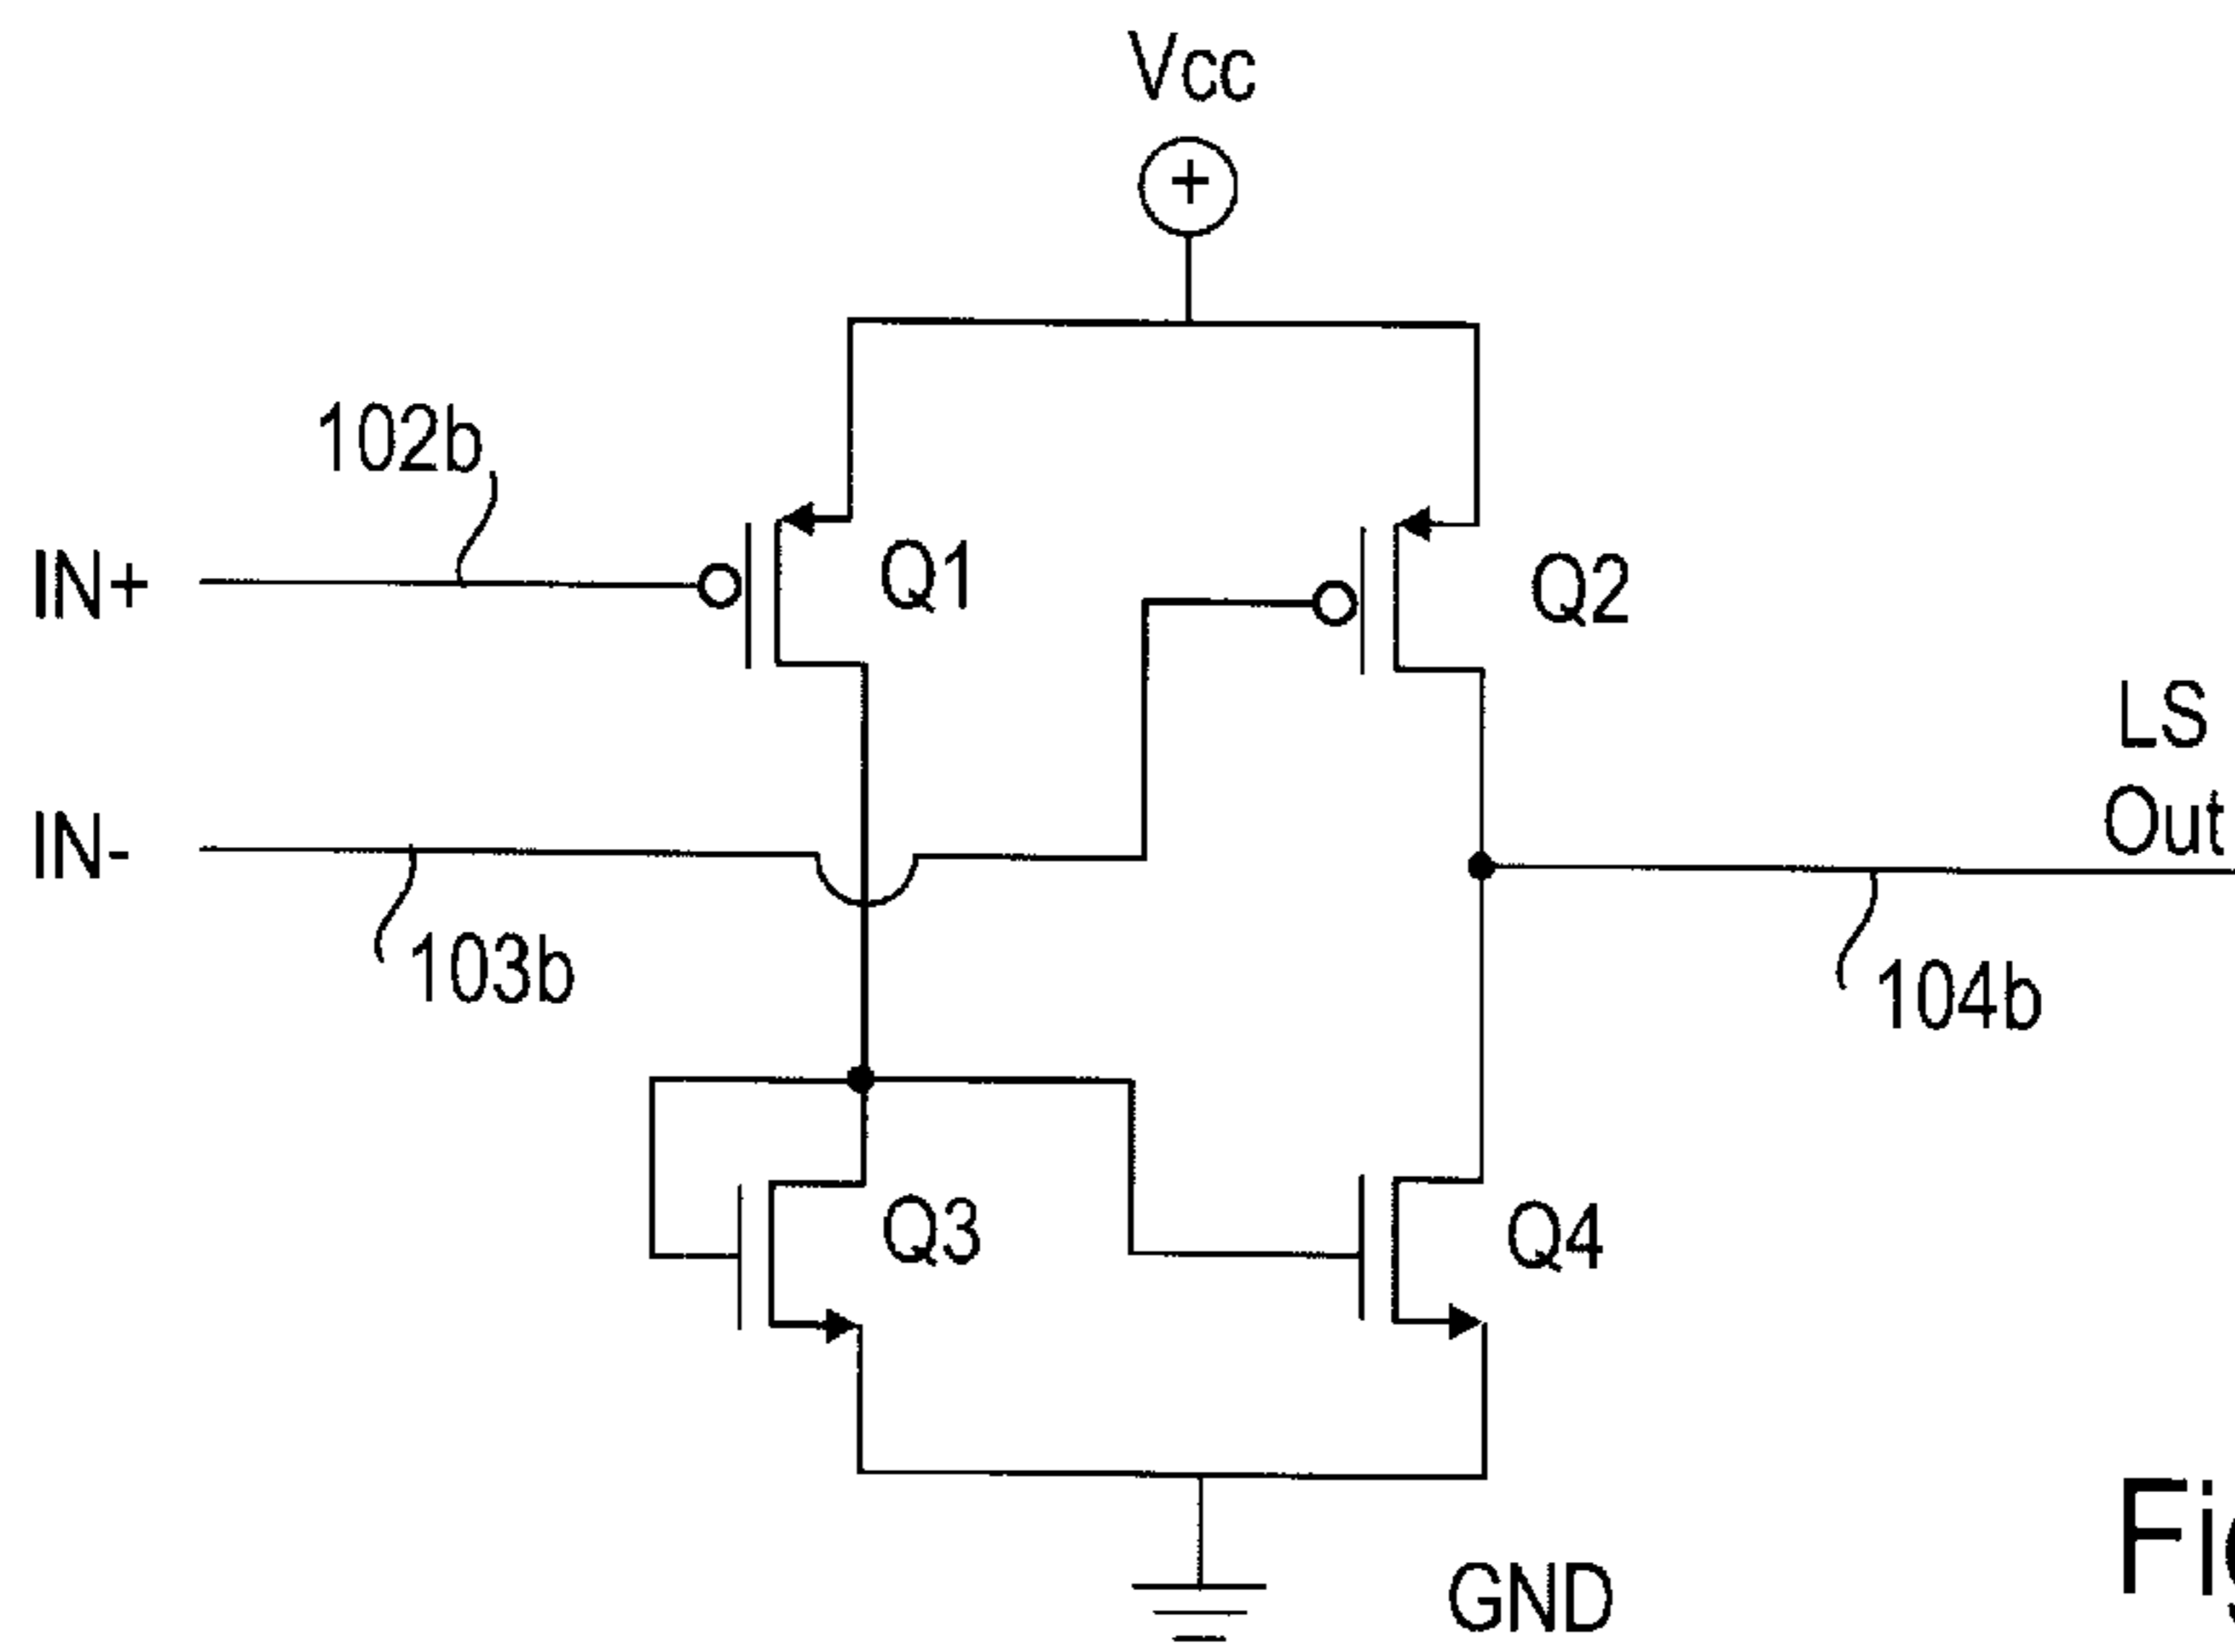 Vcc
+
102b
IN+
Q1
Q2
LS
Out
IN-
103b
104b
Q3
Q4
GND